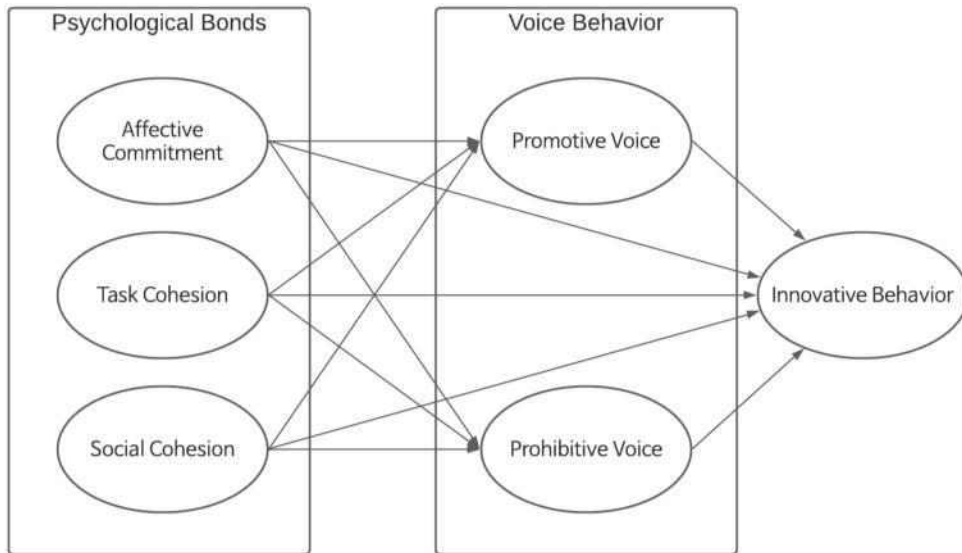 Psychological Bonds
Voice Behavior
Affective
Commitment
Promotive Voice
Task Cohesion
Innovative Behavior
Social Cohesion
Prohibitive Voice